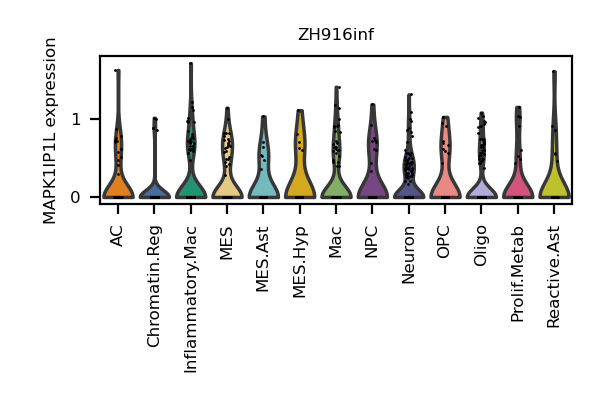 ZH916inf
MAPK1IP1L expression
1
0
AC
Chromatin.Reg
Inflammatory.Mac
MES
MES.Ast
MES.Hyp
Mac
NPC
Neuron
OPC
Oligo
Prolif.Metab
Reactive.Ast